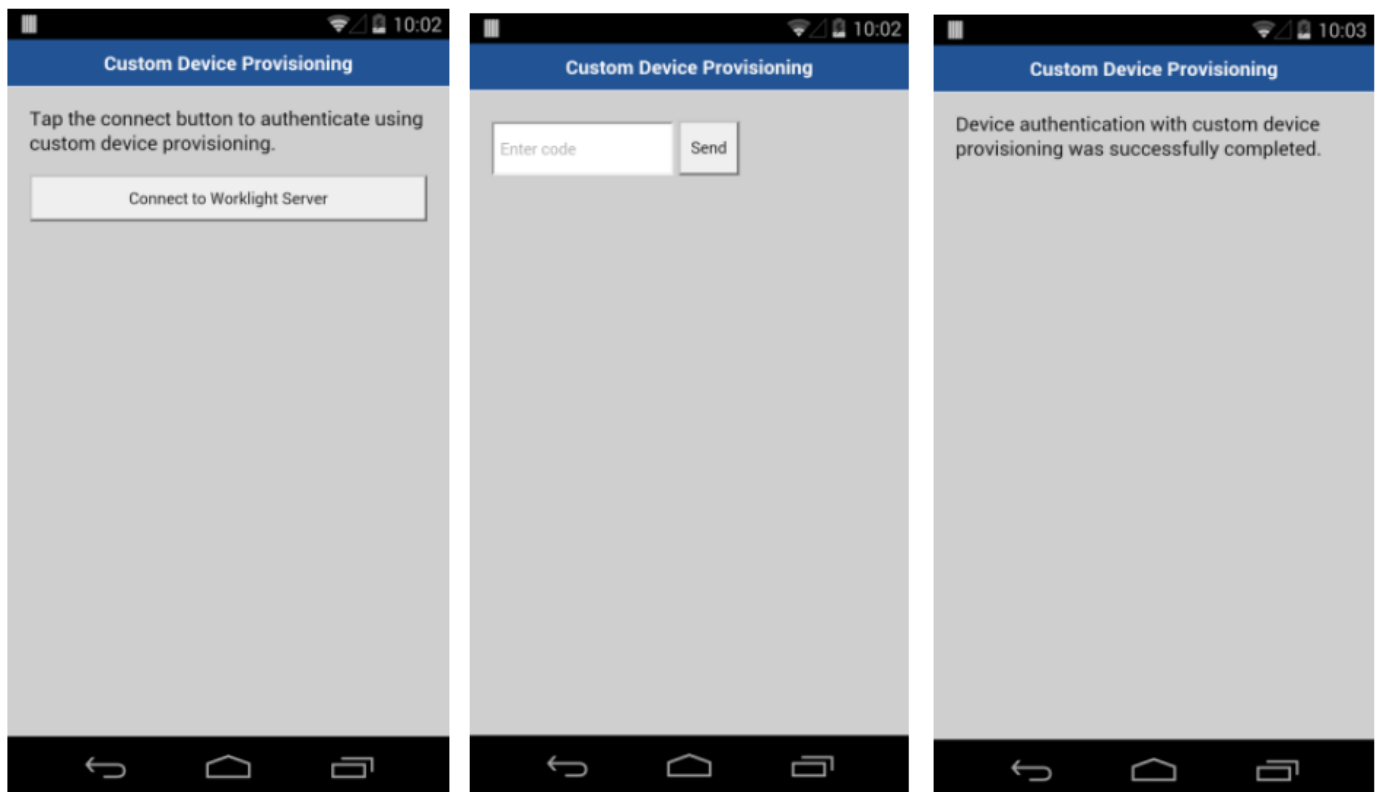 10:02
Custom Device Provisioning
Tap the connect button to authenticate using
custom device provisioning.
Connect to Worklight Server
10:02
Custom Device Provisioning
Enter code
Send
10:03
Custom Device Provisioning
Device authentication with custom device
provisioning was successfully completed.